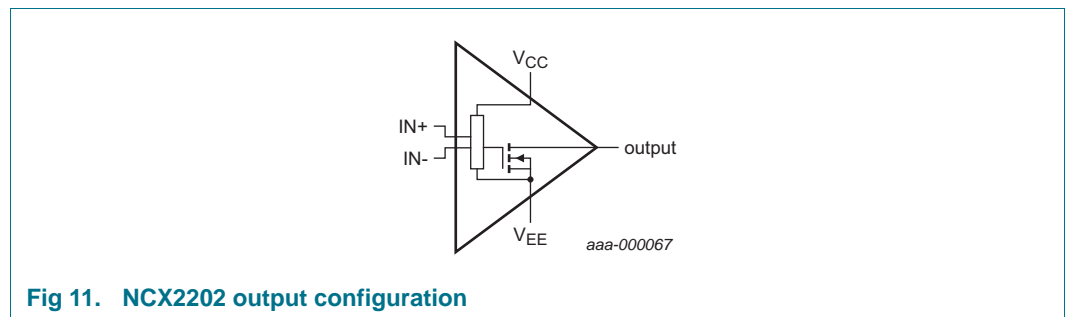 VCC
IN+
IN-
output
VEE
aaa-000067
Fig 11. NCX2202 output configuration